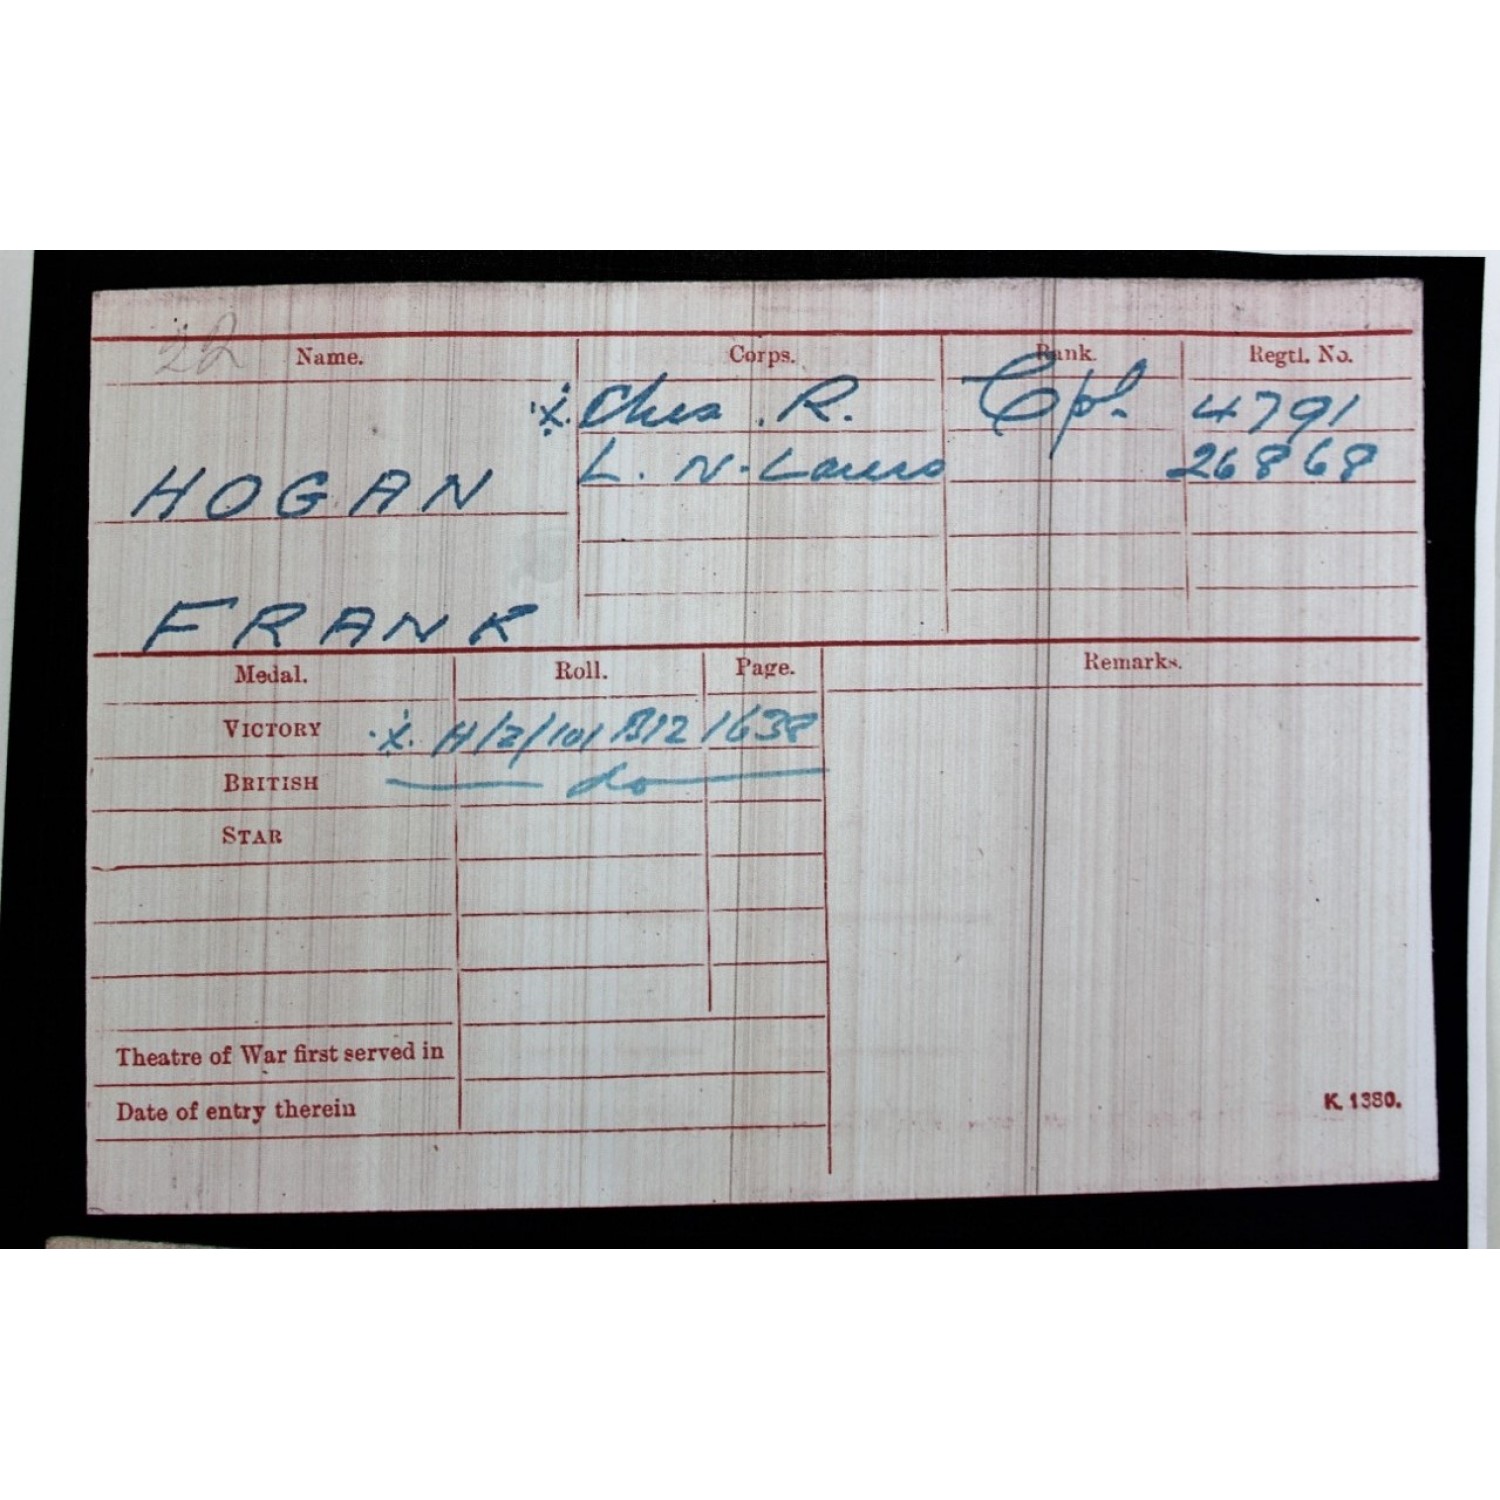 22
Name. Corps. Rank. Regtl. No.
Ches. R. Cpl. 4791
HOGAN L. N. Lancs 26868
FRANK
Medal. Roll. Page. Remarks.
VICTORY H/2/101 B12 1638
BRITISH do
STAR
Theatre of War first served in
Date of entry therein
K. 1380.